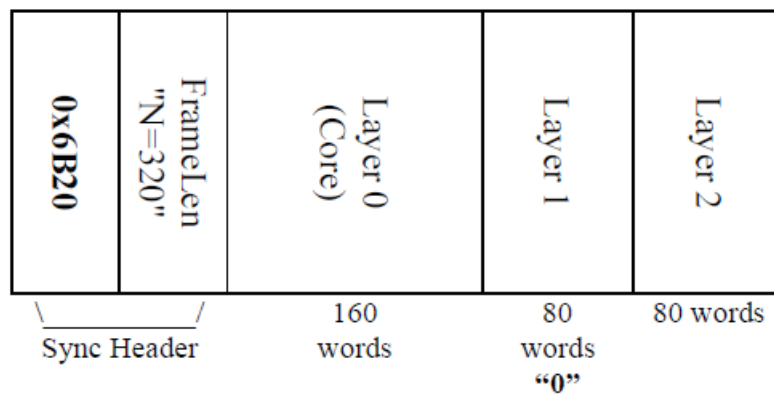 0x6B20
FrameLen
"N=320"
Layer 0
(Core)
Layer 1
Layer 2
\__________/
Sync Header
160
words
80
words
“0”
80 words